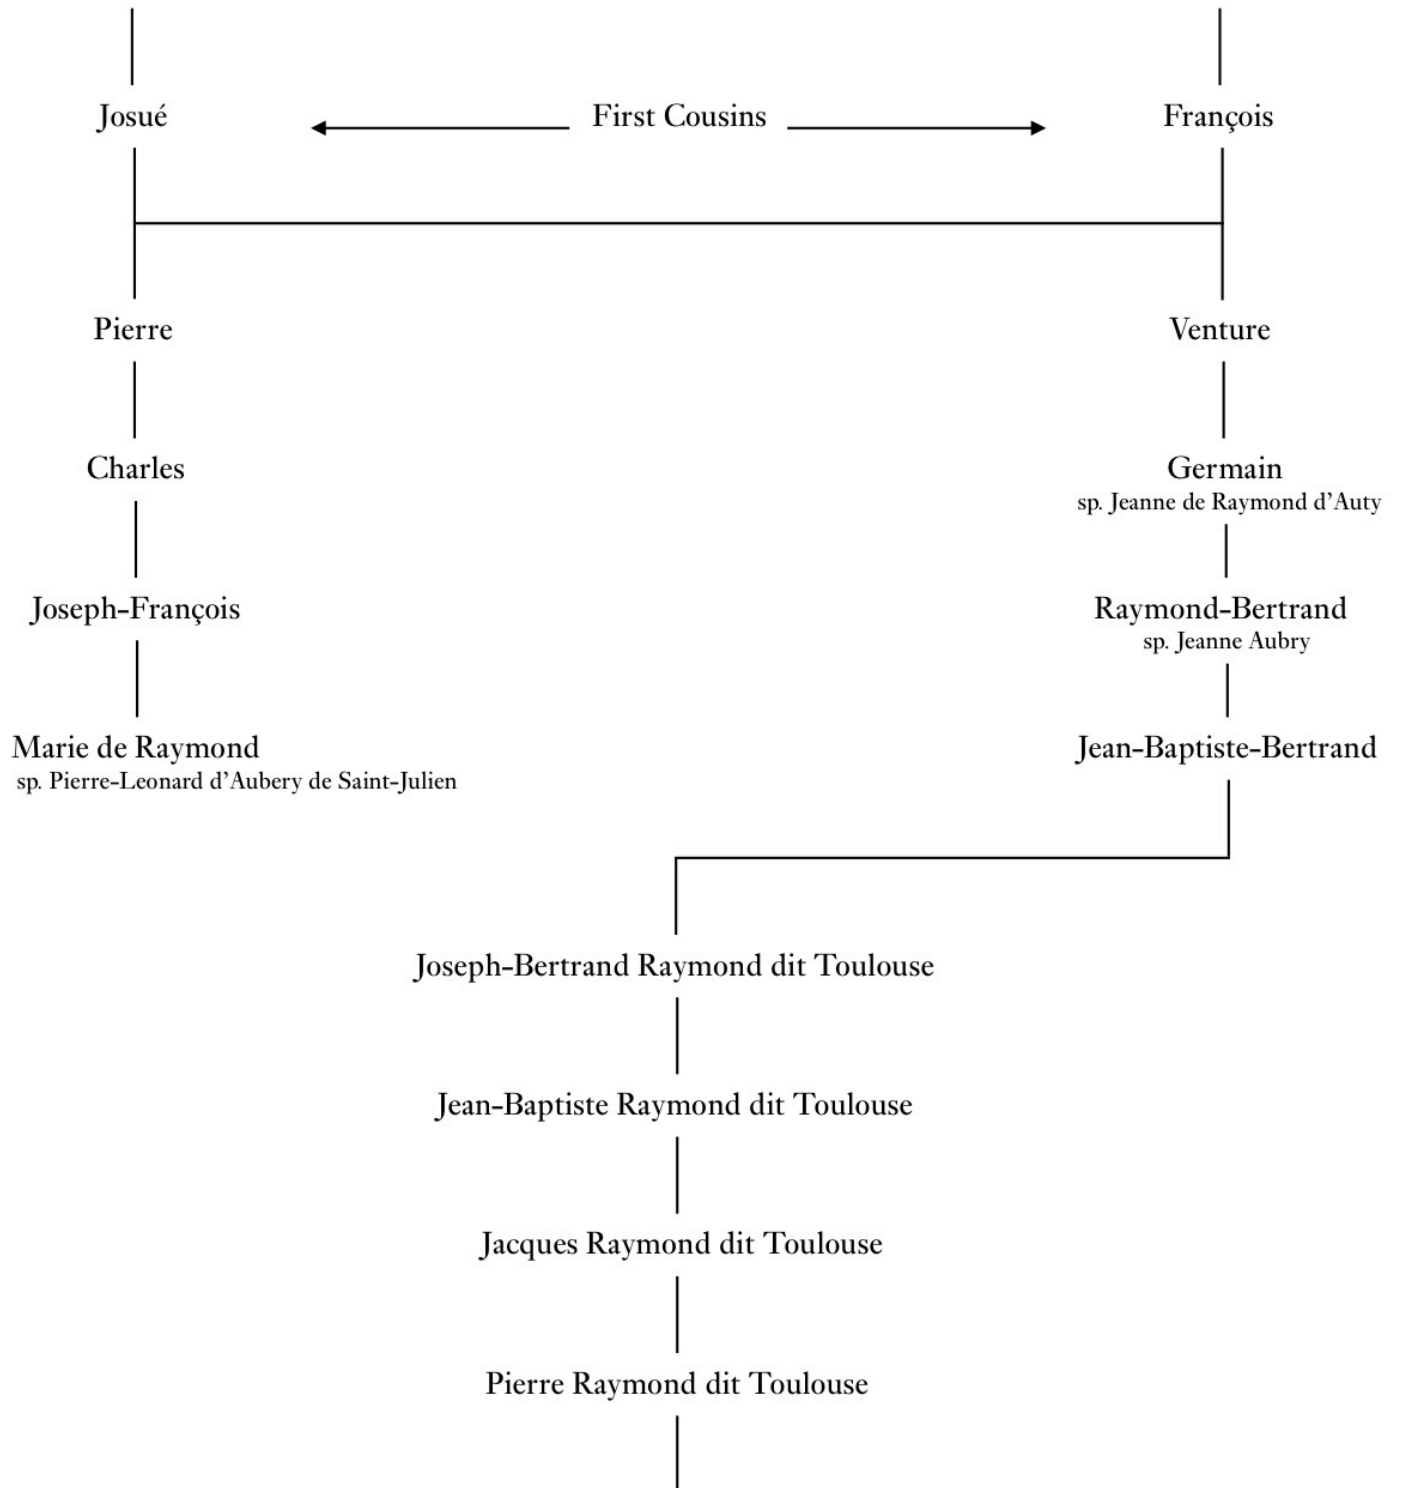 Josué
First Cousins
François
Pierre
Venture
Charles
Germain
sp. Jeanne de Raymond d'Auty
Joseph-François
Raymond-Bertrand
sp. Jeanne Aubry
Marie de Raymond
sp. Pierre-Leonard d'Aubery de Saint-Julien
Jean-Baptiste-Bertrand
Joseph-Bertrand Raymond dit Toulouse
Jean-Baptiste Raymond dit Toulouse
Jacques Raymond dit Toulouse
Pierre Raymond dit Toulouse